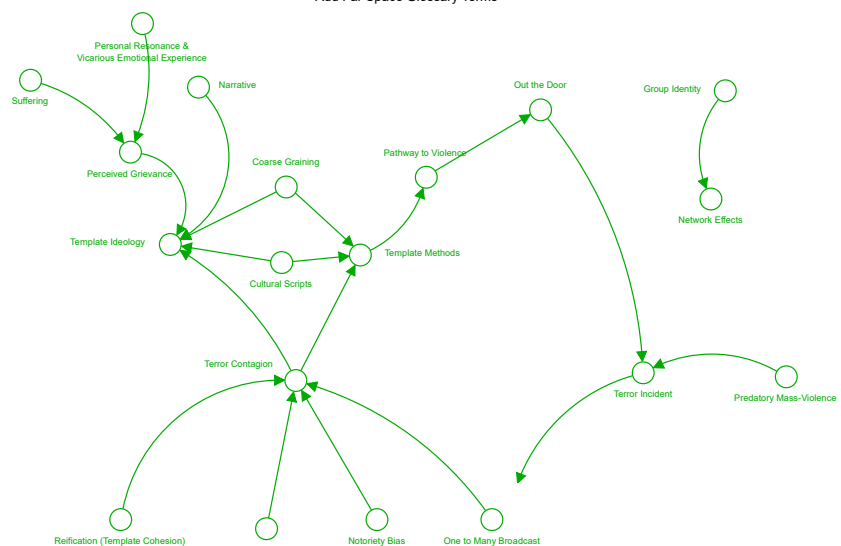 Personal Resonance &
Vicarious Emotional Experience
Suffering
Narrative
Out the Door
Group Identity
Perceived Grievance
Coarse Graining
Pathway to Violence
Network Effects
Template Ideology
Template Methods
Cultural Scripts
Terror Contagion
Terror Incident
Predatory Mass-Violence
Reification (Template Cohesion)
Notoriety Bias
One to Many Broadcast